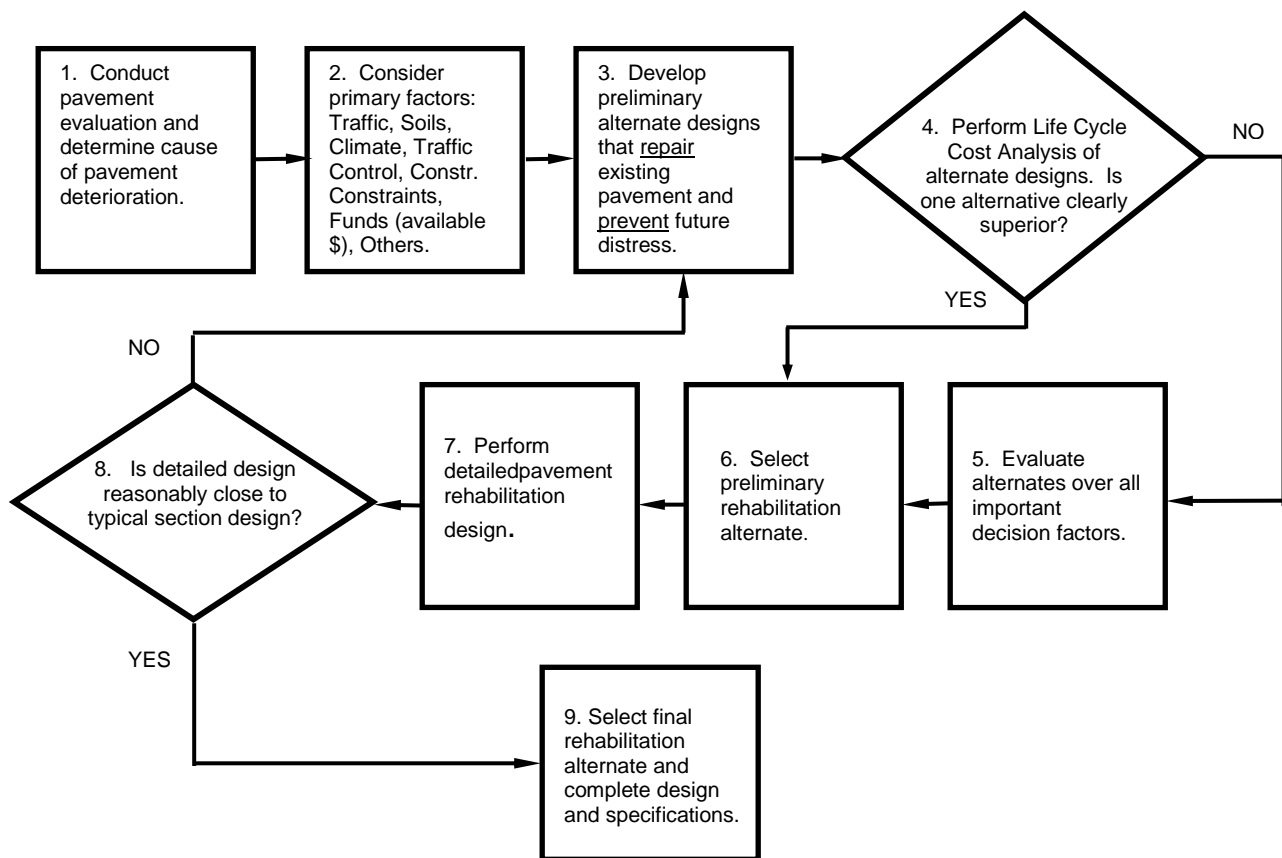 1. Conduct
pavement
evaluation and
determine cause
of pavement
deterioration.
2. Consider
primary factors:
Traffic, Soils,
Climate, Traffic
Control, Constr.
Constraints,
Funds (available
$), Others.
3. Develop
preliminary
alternate designs
that repair
existing
pavement and
prevent future
distress.
4. Perform Life Cycle
Cost Analysis of
alternate designs. Is
one alternative clearly
superior?
NO
YES
NO
8. Is detailed design
reasonably close to
typical section design?
7. Perform
detailedpavement
rehabilitation
design.
6. Select
preliminary
rehabilitation
alternate.
5. Evaluate
alternates over all
important
decision factors.
YES
9. Select final
rehabilitation
alternate and
complete design
and specifications.